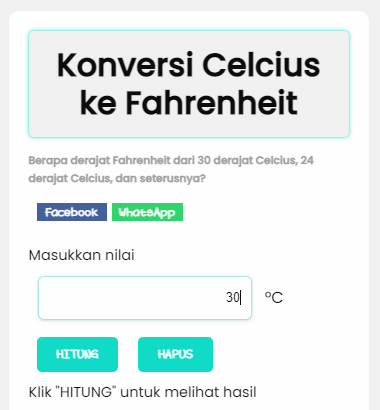 Konversi Celcius
ke Fahrenheit
Berapa derajat Fahrenheit dari 30 derajat Celcius, 24
derajat Celcius, dan seterusnya?
Facebook WhatsApp
Masukkan nilai
30 °C
HITUNG HAPUS
Klik "HITUNG" untuk melihat hasil